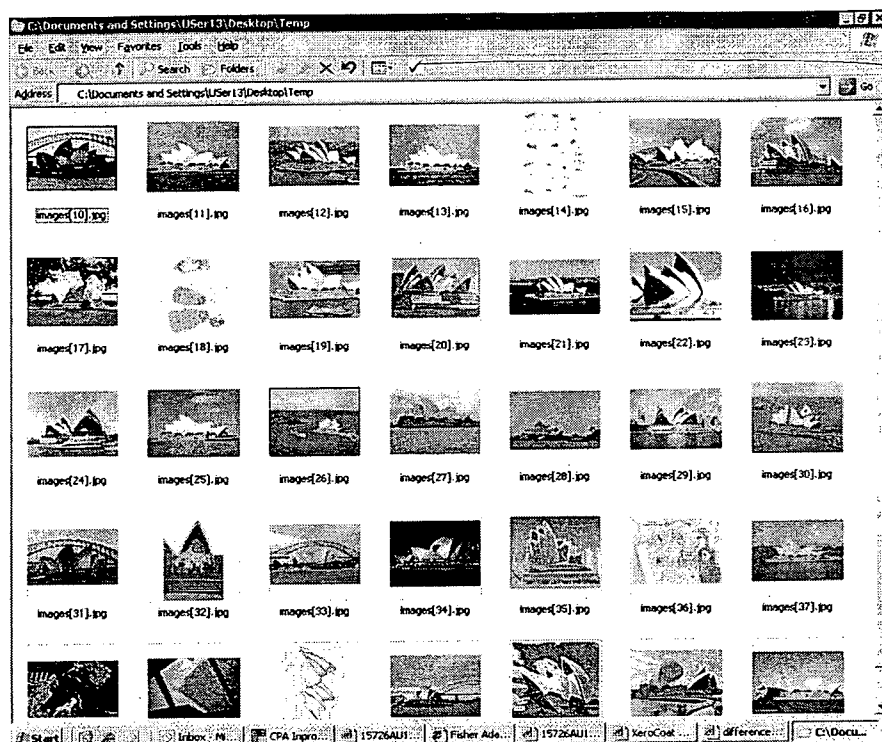 C:\Documents and Settings\USer13\Desktop\Temp
File Edit View Favorites Tools Help
Back Search Folders
Address C:\Documents and Settings\USer13\Desktop\Temp Go
images[10].jpg images[11].jpg images[12].jpg images[13].jpg images[14].jpg images[15].jpg images[16].jpg
images[17].jpg images[18].jpg images[19].jpg images[20].jpg images[21].jpg images[22].jpg images[23].jpg
images[24].jpg images[25].jpg images[26].jpg images[27].jpg images[28].jpg images[29].jpg images[30].jpg
images[31].jpg images[32].jpg images[33].jpg images[34].jpg images[35].jpg images[36].jpg images[37].jpg
Start Inbox - Mi... CPA Inpro... 15726AU1... Fisher Ada... 15726AU1... XeroCoat ... difference... C:\Docu...